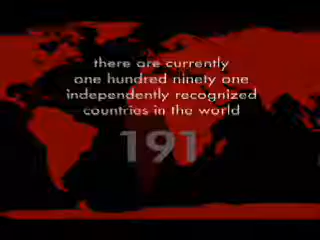 there are currently
one hundred ninety one
independently recognized
countries in the world
191